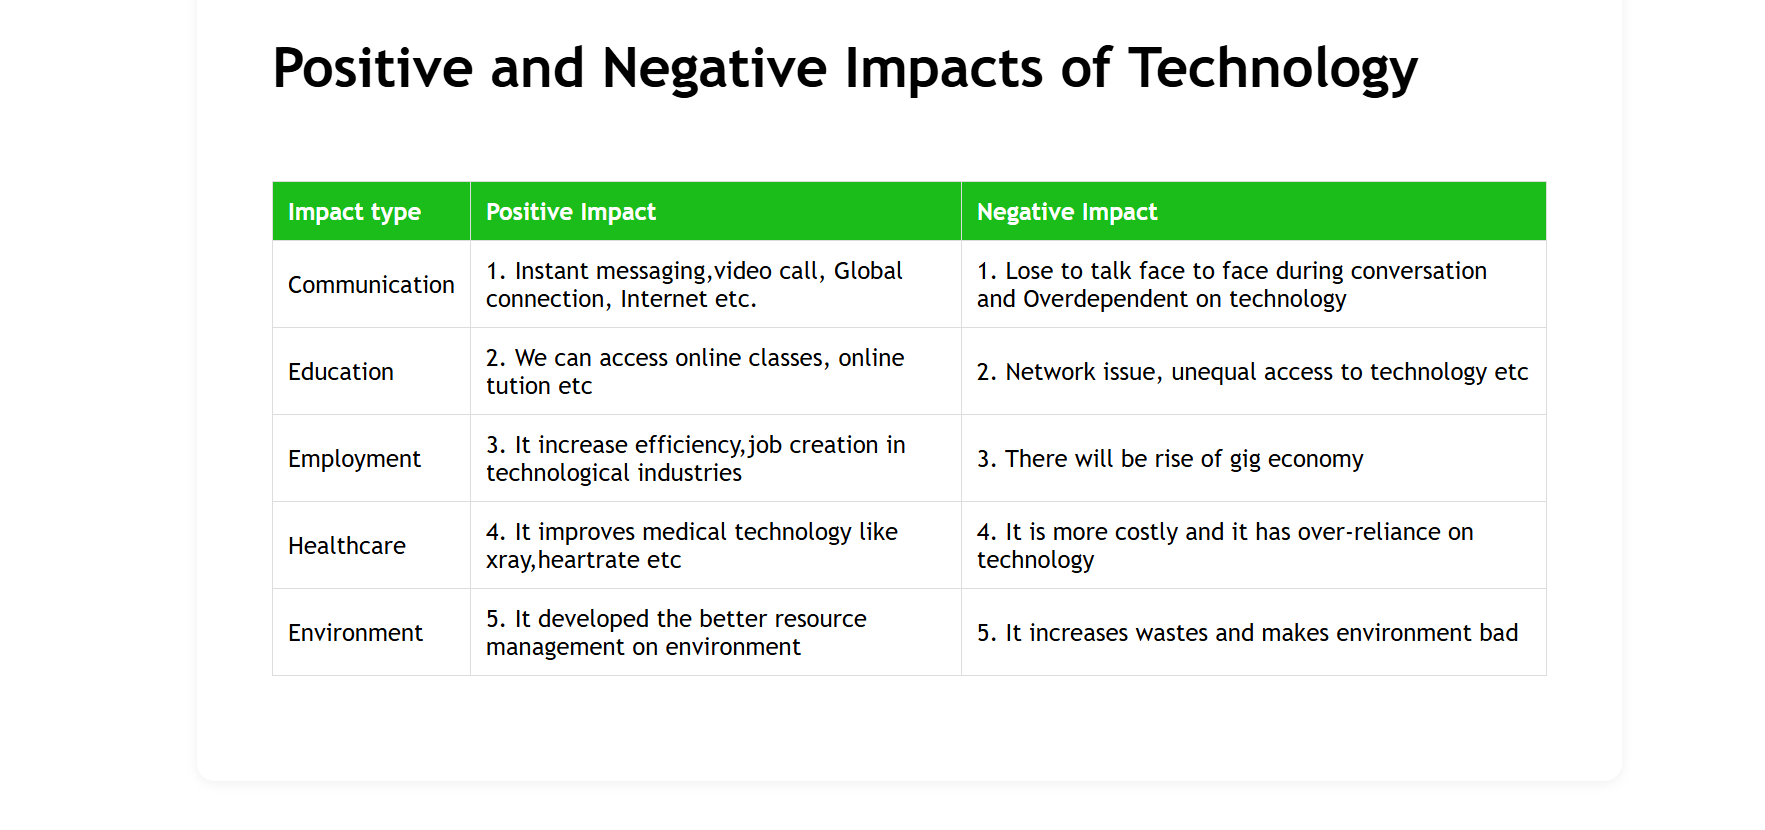 Positive and Negative Impacts of Technology
Impact type Positive Impact Negative Impact
Communication
1. Instant messaging,video call, Global
connection, Internet etc.
1. Lose to talk face to face during conversation
and Overdependent on technology
Education
2. We can access online classes, online
tution etc
2. Network issue, unequal access to technology etc
Employment
3. It increase efficiency,job creation in
technological industries
3. There will be rise of gig economy
Healthcare
4. It improves medical technology like
xray,heartrate etc
4. It is more costly and it has over-reliance on
technology
Environment
5. It developed the better resource
management on environment
5. It increases wastes and makes environment bad